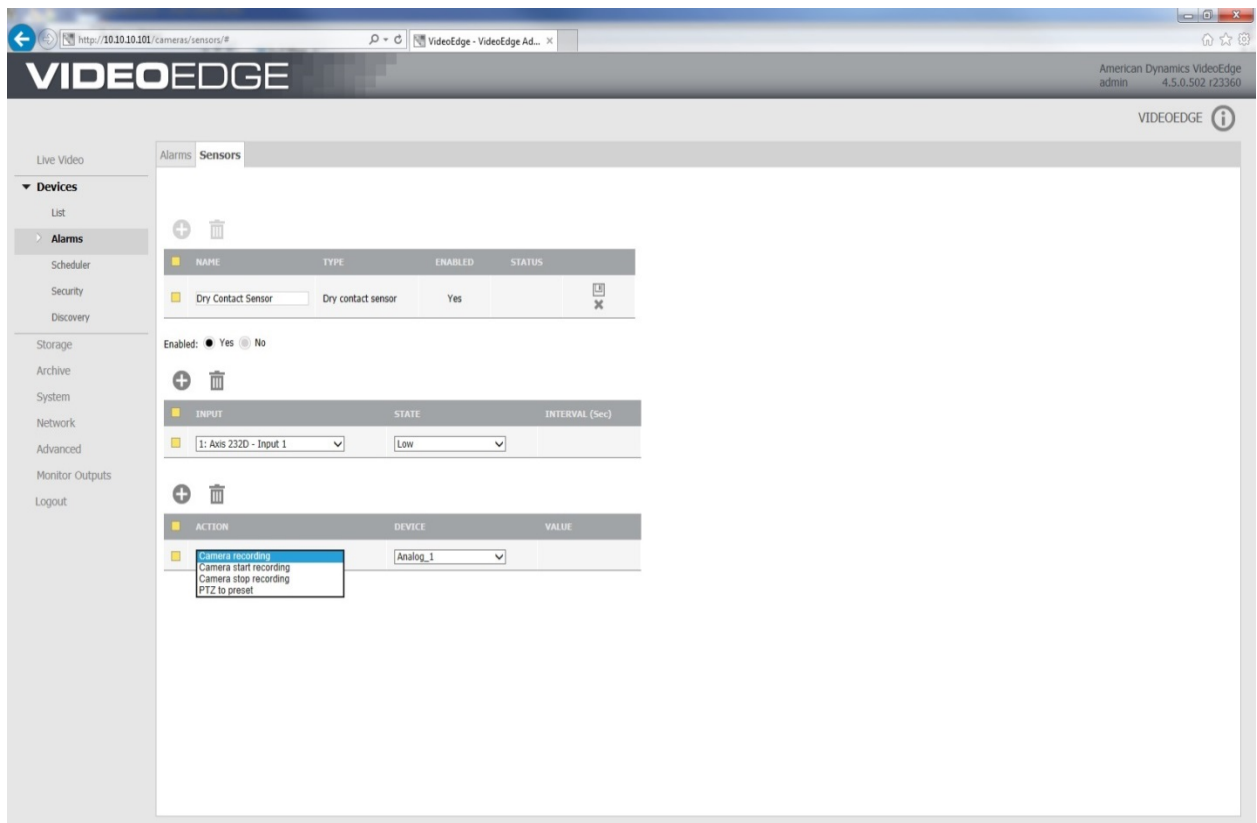 http://10.10.10.101/cameras/sensors/#
VideoEdge - VideoEdge Ad...
VIDEOEDGE
American Dynamics VideoEdge
admin 4.5.0.502 r23360
VIDEOEDGE
Live Video
Devices
List
Alarms
Scheduler
Security
Discovery
Storage
Archive
System
Network
Advanced
Monitor Outputs
Logout
Alarms Sensors
NAME TYPE ENABLED STATUS
Dry Contact Sensor Dry contact sensor Yes
Enabled: Yes No
INPUT STATE INTERVAL (Sec)
1: Axis 232D - Input 1 Low
ACTION DEVICE VALUE
Camera recording Analog_1
Camera start recording
Camera stop recording
PTZ to preset